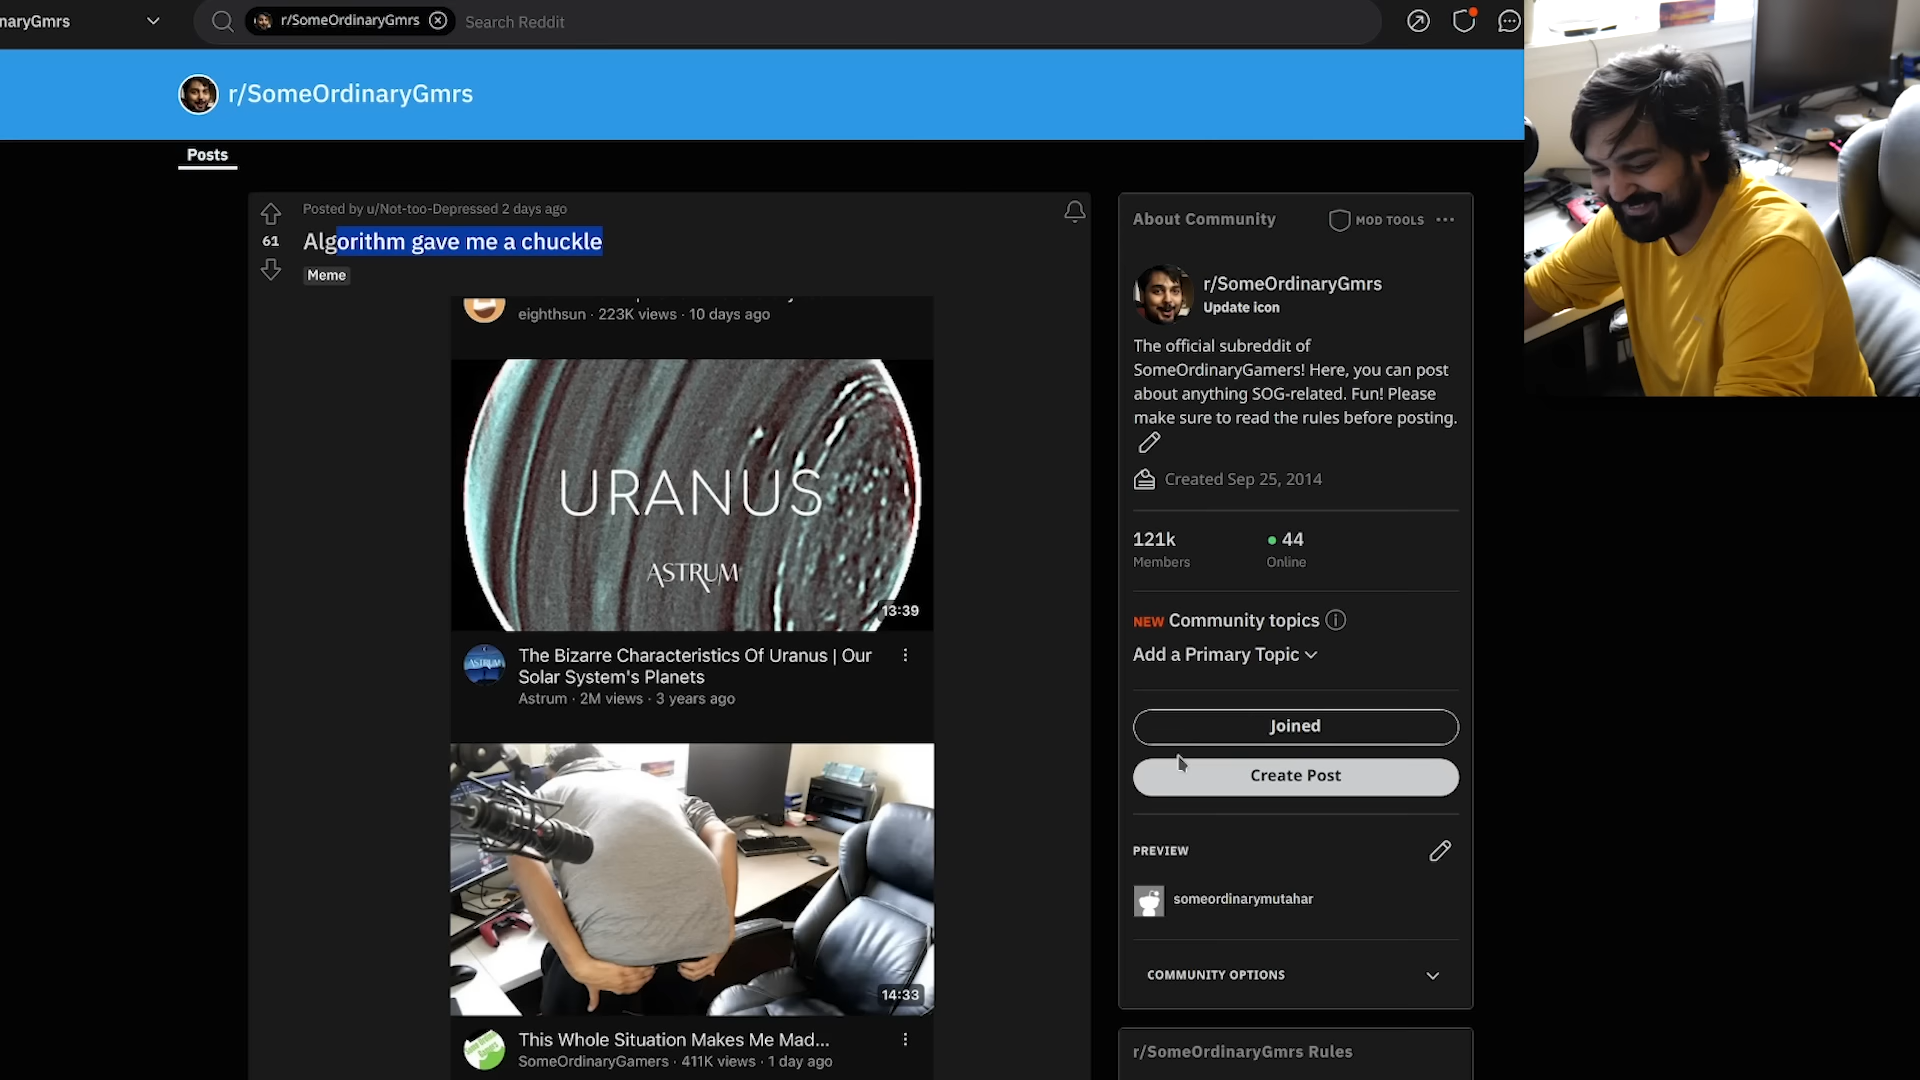 naryGmrs
r/SomeOrdinaryGmrs
Search Reddit
r/SomeOrdinaryGmrs
Posts
Posted by u/Not-too-Depressed 2 days ago
61
Algorithm gave me a chuckle
Meme
eighthsun · 223K views · 10 days ago
URANUS
ASTRUM
13:39
ASTRUM
The Bizarre Characteristics Of Uranus | Our
Solar System's Planets
Astrum · 2M views · 3 years ago
14:33
This Whole Situation Makes Me Mad...
SomeOrdinaryGamers · 411K views · 1 day ago
About Community
MOD TOOLS
r/SomeOrdinaryGmrs
Update icon
The official subreddit of
SomeOrdinaryGamers! Here, you can post
about anything SOG-related. Fun! Please
make sure to read the rules before posting.
Created Sep 25, 2014
121k
44
Members
Online
NEW Community topics
Add a Primary Topic
Joined
Create Post
PREVIEW
someordinarymutahar
COMMUNITY OPTIONS
r/SomeOrdinaryGmrs Rules